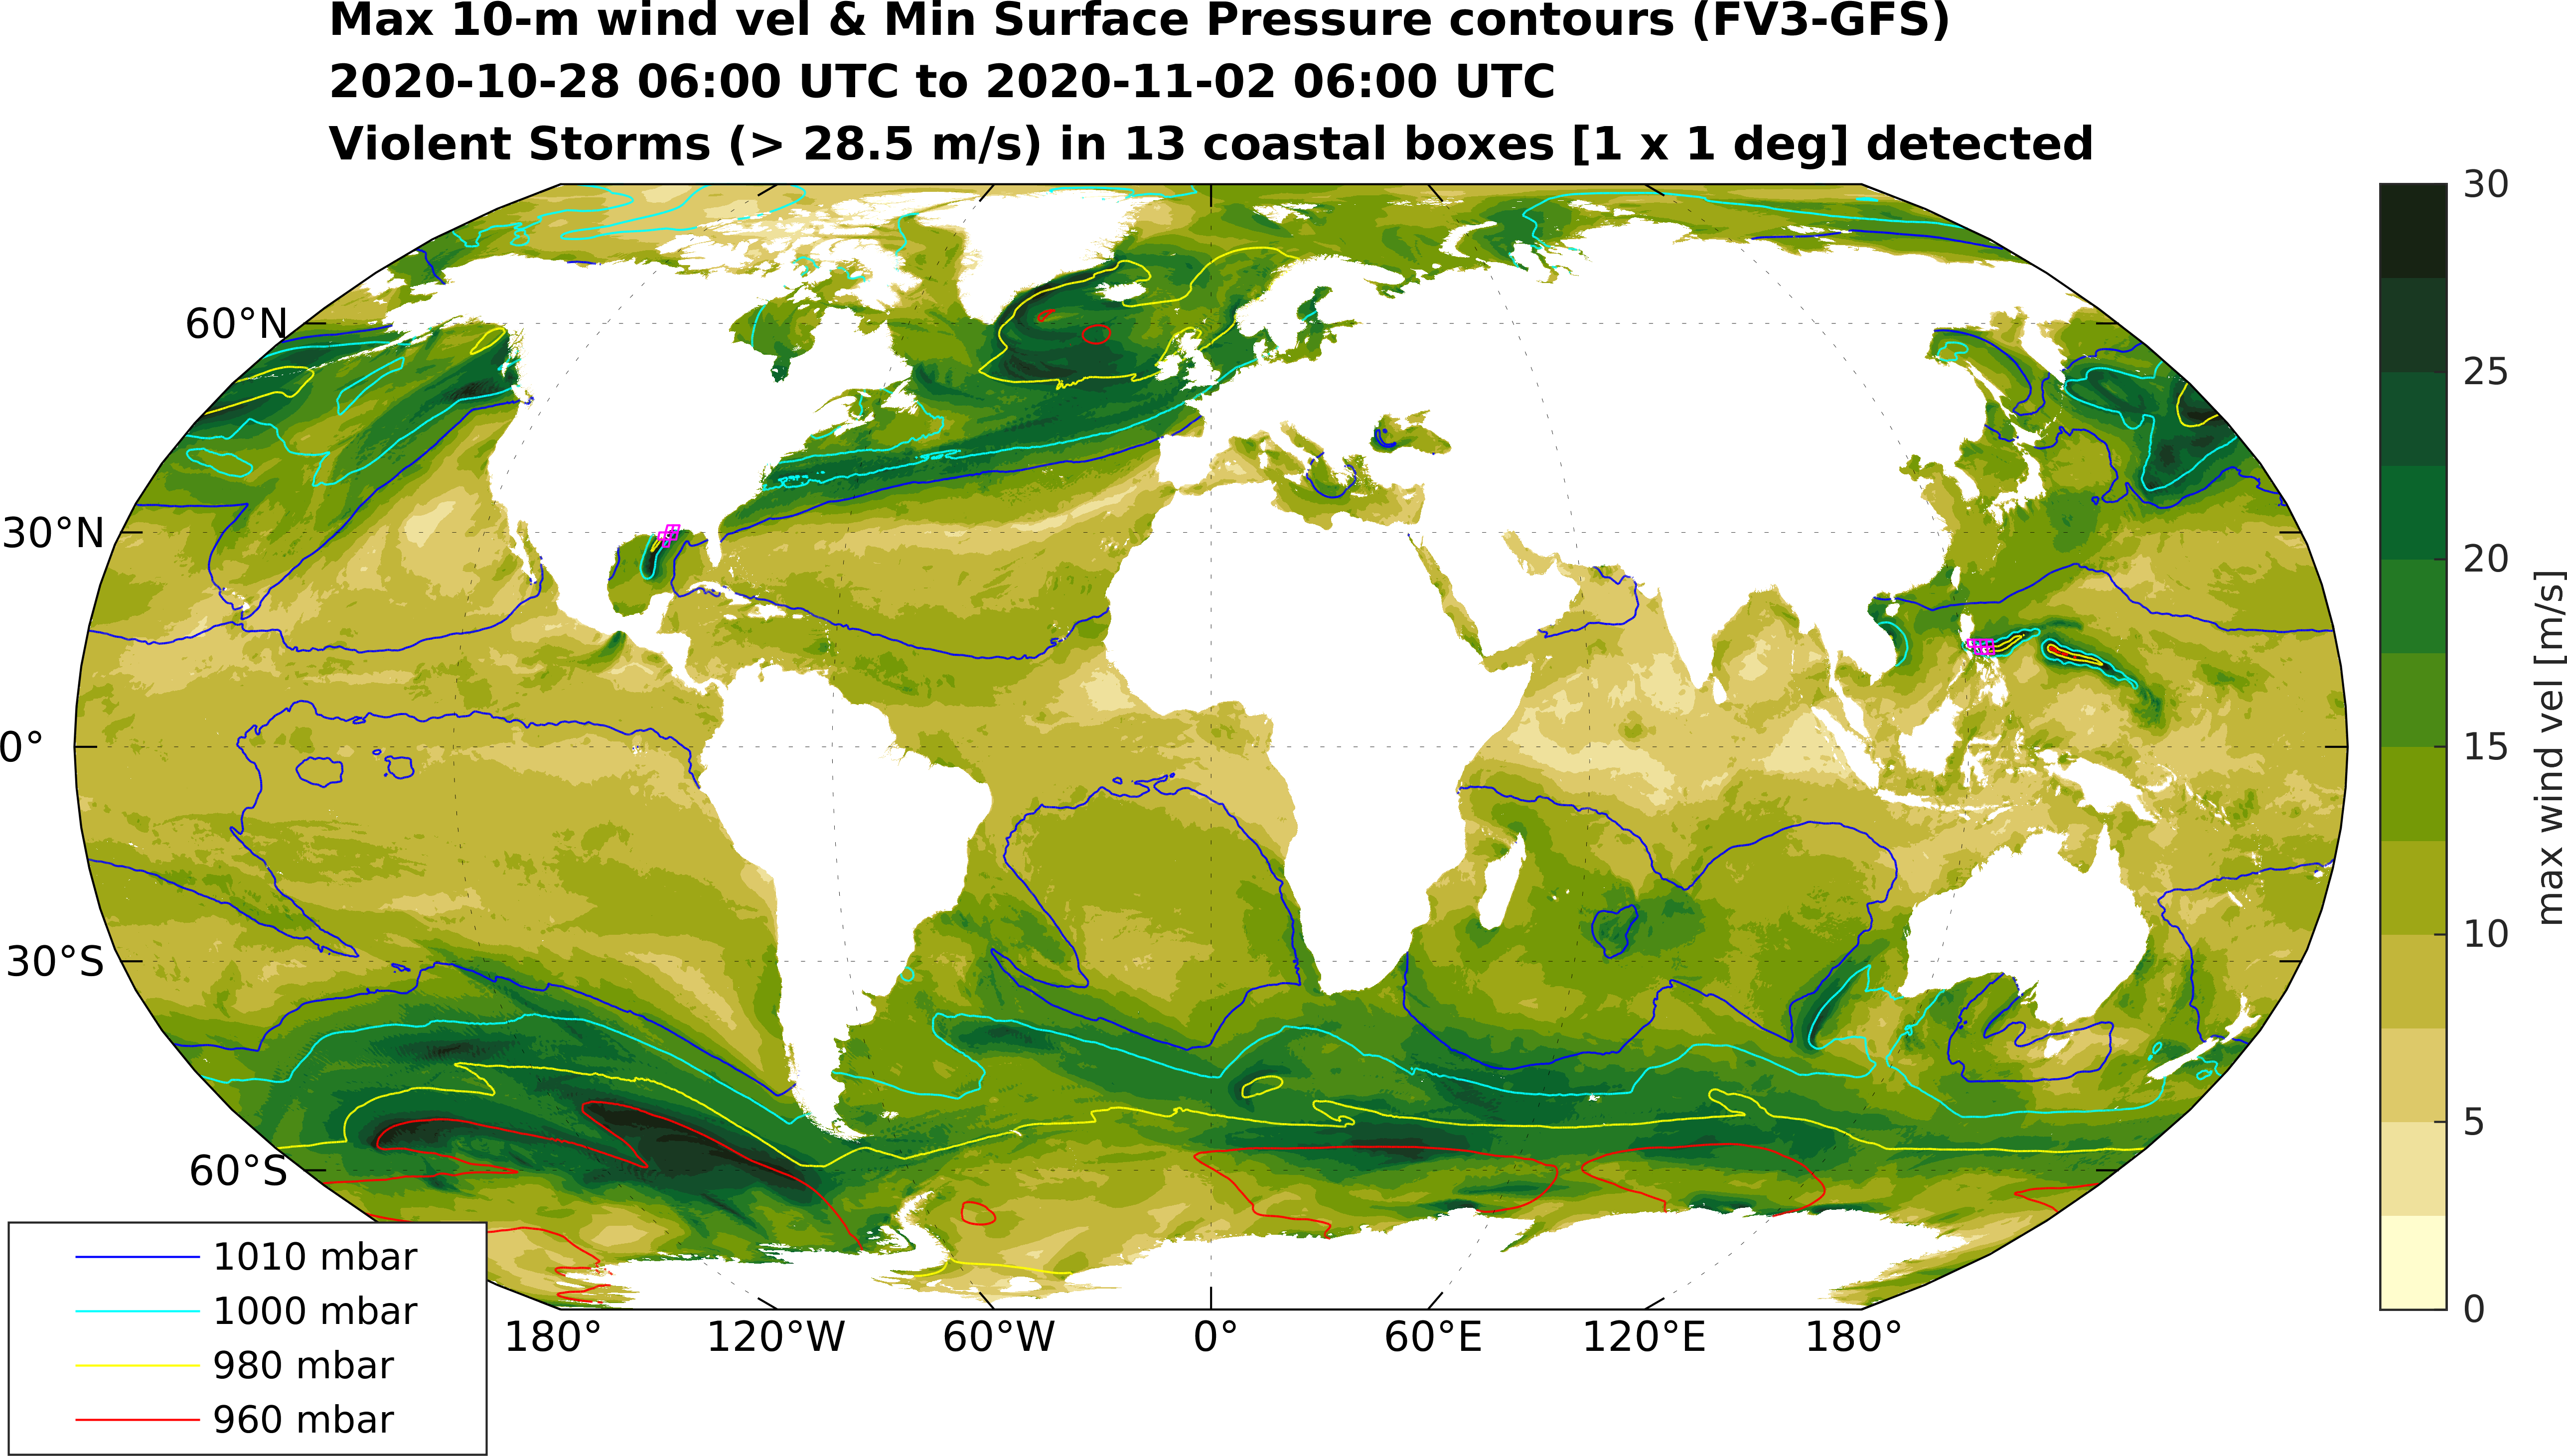 Max 10-m wind vel & Min Surface Pressure contours (FV3-GFS)
2020-10-28 06:00 UTC to 2020-11-02 06:00 UTC
Violent Storms (> 28.5 m/s) in 13 coastal boxes [1 x 1 deg] detected
60°N
30°N
0°
30°S
60°S
180°
120°W
60°W
0°
60°E
120°E
180°
1010 mbar
1000 mbar
980 mbar
960 mbar
30
25
20
15
10
5
0
max wind vel [m/s]